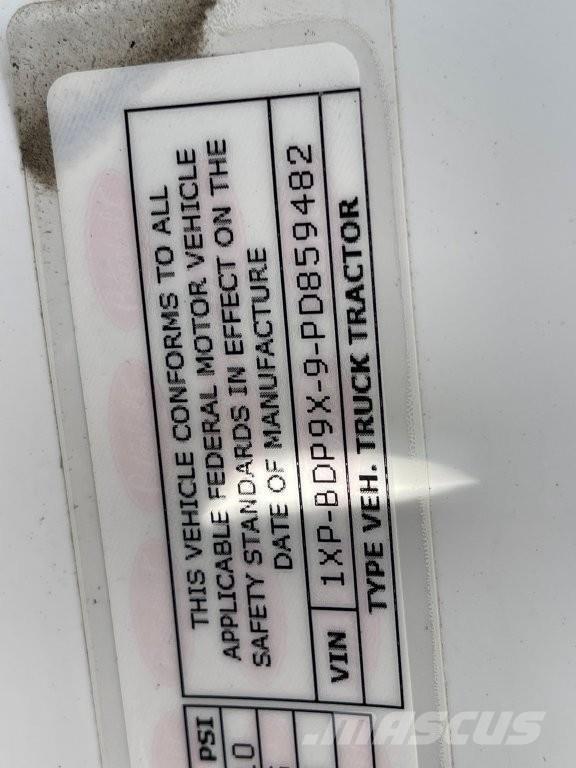 THIS VEHICLE CONFORMS TO ALL
APPLICABLE FEDERAL MOTOR VEHICLE
SAFETY STANDARDS IN EFFECT ON THE
DATE OF MANUFACTURE
VIN 1XP-BDP9X-9-PD859482
TYPE VEH. TRUCK TRACTOR
PSI
MASCUS